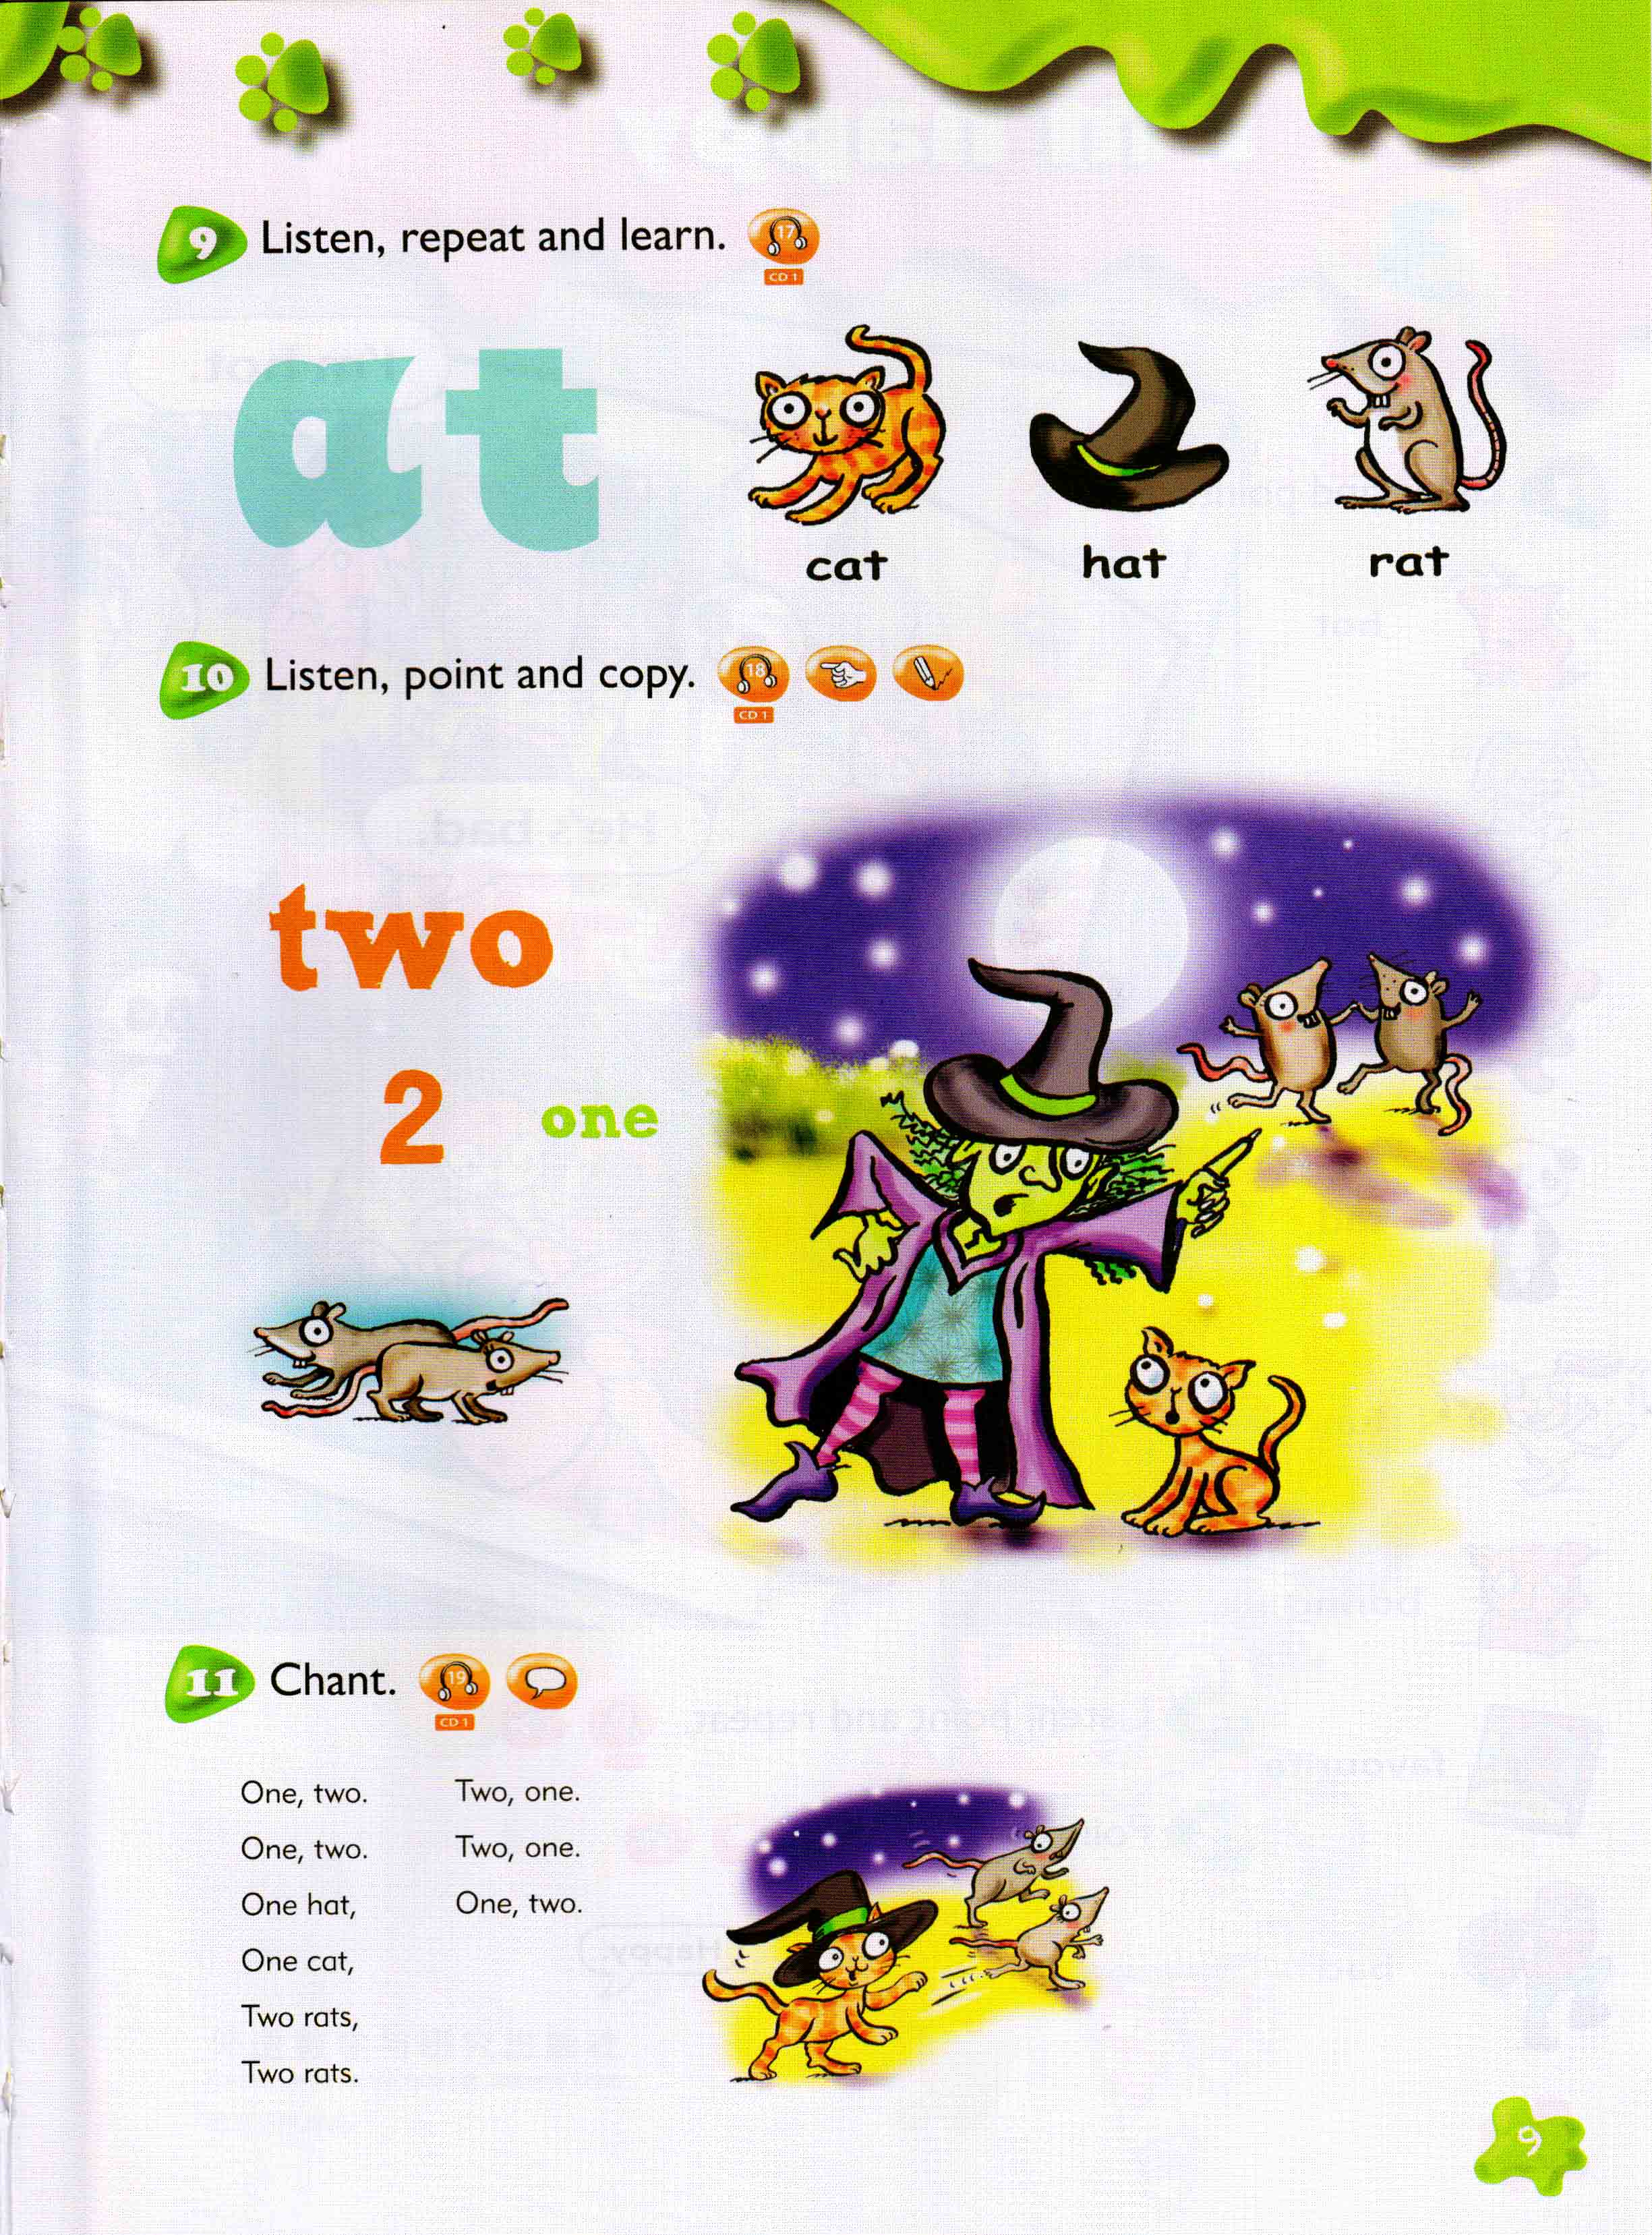 9 Listen, repeat and learn. 17
CD 1
at
cat hat rat
10 Listen, point and copy. 18
CD 1
two
2 one
11 Chant. 19
CD 1
One, two.
One, two.
One hat,
One cat,
Two rats,
Two rats.
Two, one.
Two, one.
One, two.
9